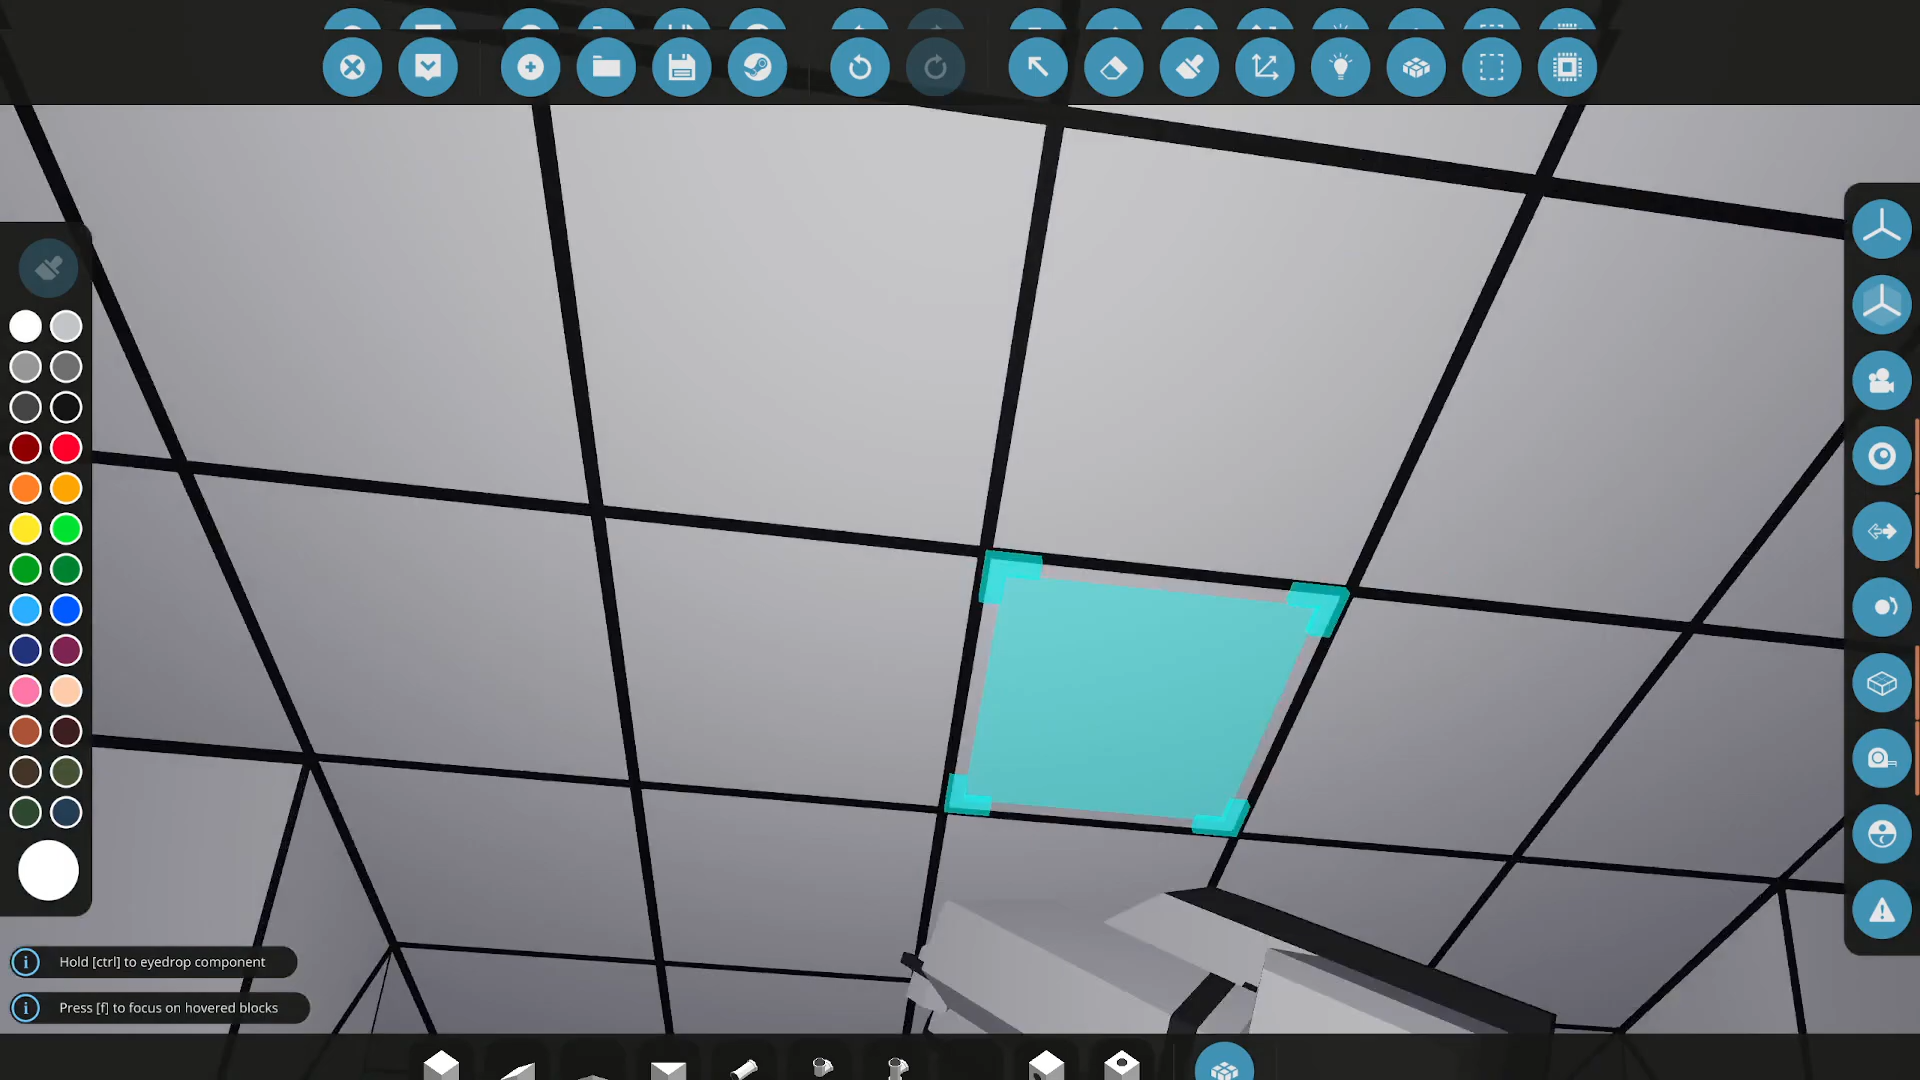 Hold [ctrl] to eyedrop component
Press [f] to focus on hovered blocks